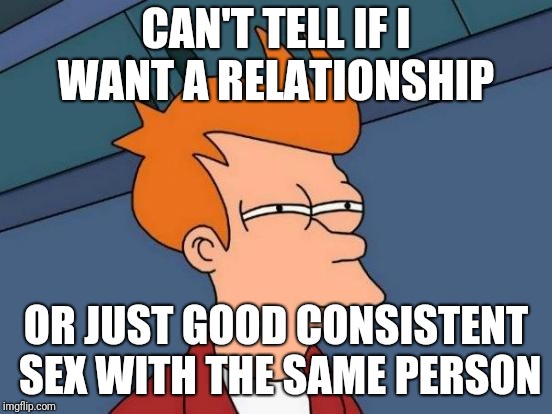 CAN'T TELL IF I
WANT A RELATIONSHIP
OR JUST GOOD CONSISTENT
SEX WITH THE SAME PERSON
imgflip.com